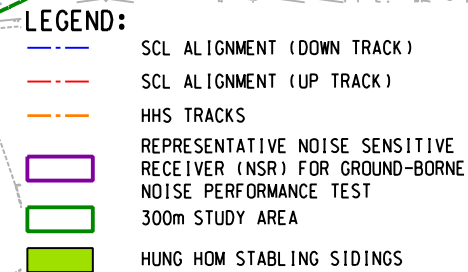 LEGEND:
SCL ALIGNMENT (DOWN TRACK)
SCL ALIGNMENT (UP TRACK)
HHS TRACKS
REPRESENTATIVE NOISE SENSITIVE
RECEIVER (NSR) FOR GROUND-BORNE
NOISE PERFORMANCE TEST
300m STUDY AREA
HUNG HOM STABLING SIDINGS